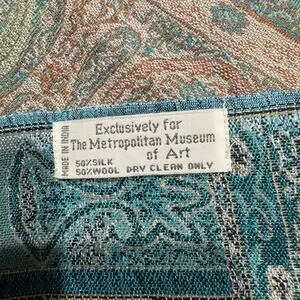 MADE IN INDIA
Exclusively for
The Metropolitan Museum
of Art
50%SILK
50%WOOL DRY CLEAN ONLY